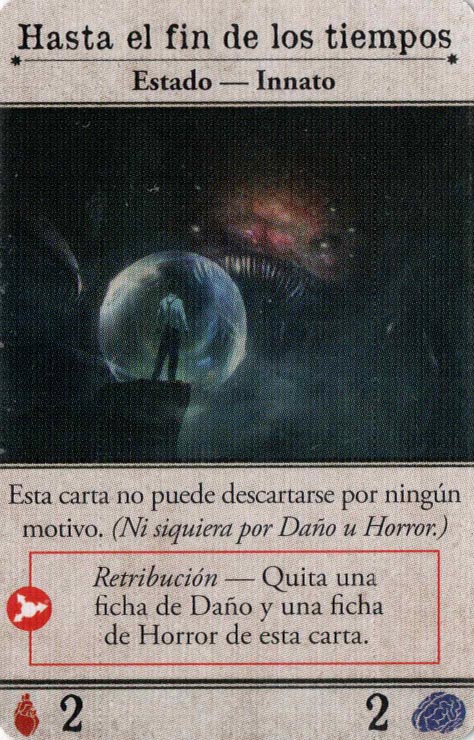 Hasta el fin de los tiempos
Estado — Innato
Esta carta no puede descartarse por ningún
motivo. (Ni siquiera por Daño u Horror.)
Retribución — Quita una
ficha de Daño y una ficha
de Horror de esta carta.
2 2